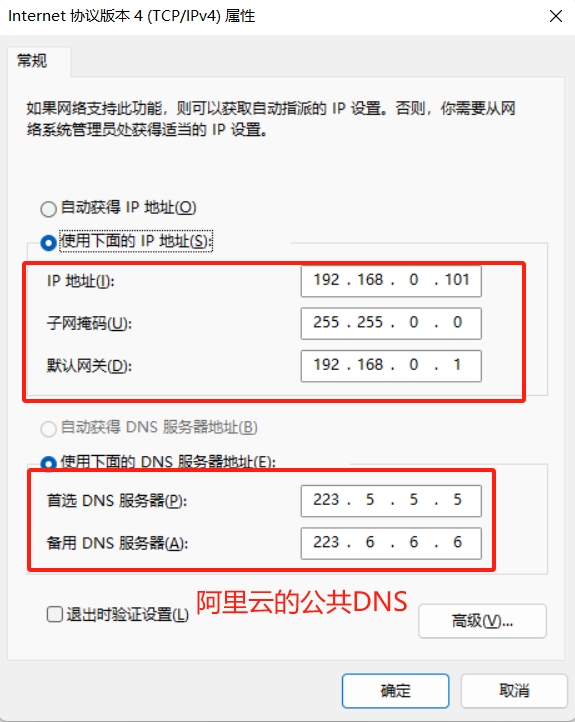 Internet 协议版本 4 (TCP/IPv4) 属性
常规
如果网络支持此功能，则可以获取自动指派的 IP 设置。否则，你需要从网
络系统管理员处获得适当的 IP 设置。
自动获得 IP 地址(O)
使用下面的 IP 地址(S):
IP 地址(I): 192 . 168 . 0 . 101
子网掩码(U): 255 . 255 . 0 . 0
默认网关(D): 192 . 168 . 0 . 1
自动获得 DNS 服务器地址(B)
使用下面的 DNS 服务器地址(E):
首选 DNS 服务器(P): 223 . 5 . 5 . 5
备用 DNS 服务器(A): 223 . 6 . 6 . 6
阿里云的公共DNS
退出时验证设置(L)
高级(V)...
确定 取消